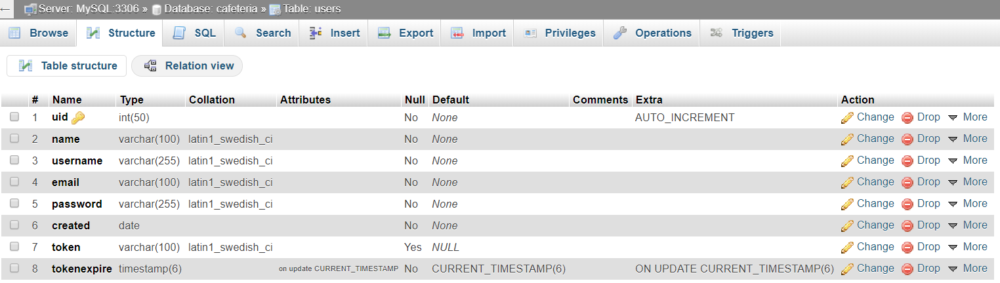 ← Server: MySQL:3306 » Database: cafeteria » Table: users
Browse Structure SQL Search Insert Export Import Privileges Operations Triggers
Table structure Relation view
# Name Type Collation Attributes Null Default Comments Extra Action
1 uid int(50) No None AUTO_INCREMENT Change Drop More
2 name varchar(100) latin1_swedish_ci No None Change Drop More
3 username varchar(255) latin1_swedish_ci No None Change Drop More
4 email varchar(100) latin1_swedish_ci No None Change Drop More
5 password varchar(255) latin1_swedish_ci No None Change Drop More
6 created date No None Change Drop More
7 token varchar(100) latin1_swedish_ci Yes NULL Change Drop More
8 tokenexpire timestamp(6) on update CURRENT_TIMESTAMP No CURRENT_TIMESTAMP(6) ON UPDATE CURRENT_TIMESTAMP(6) Change Drop More